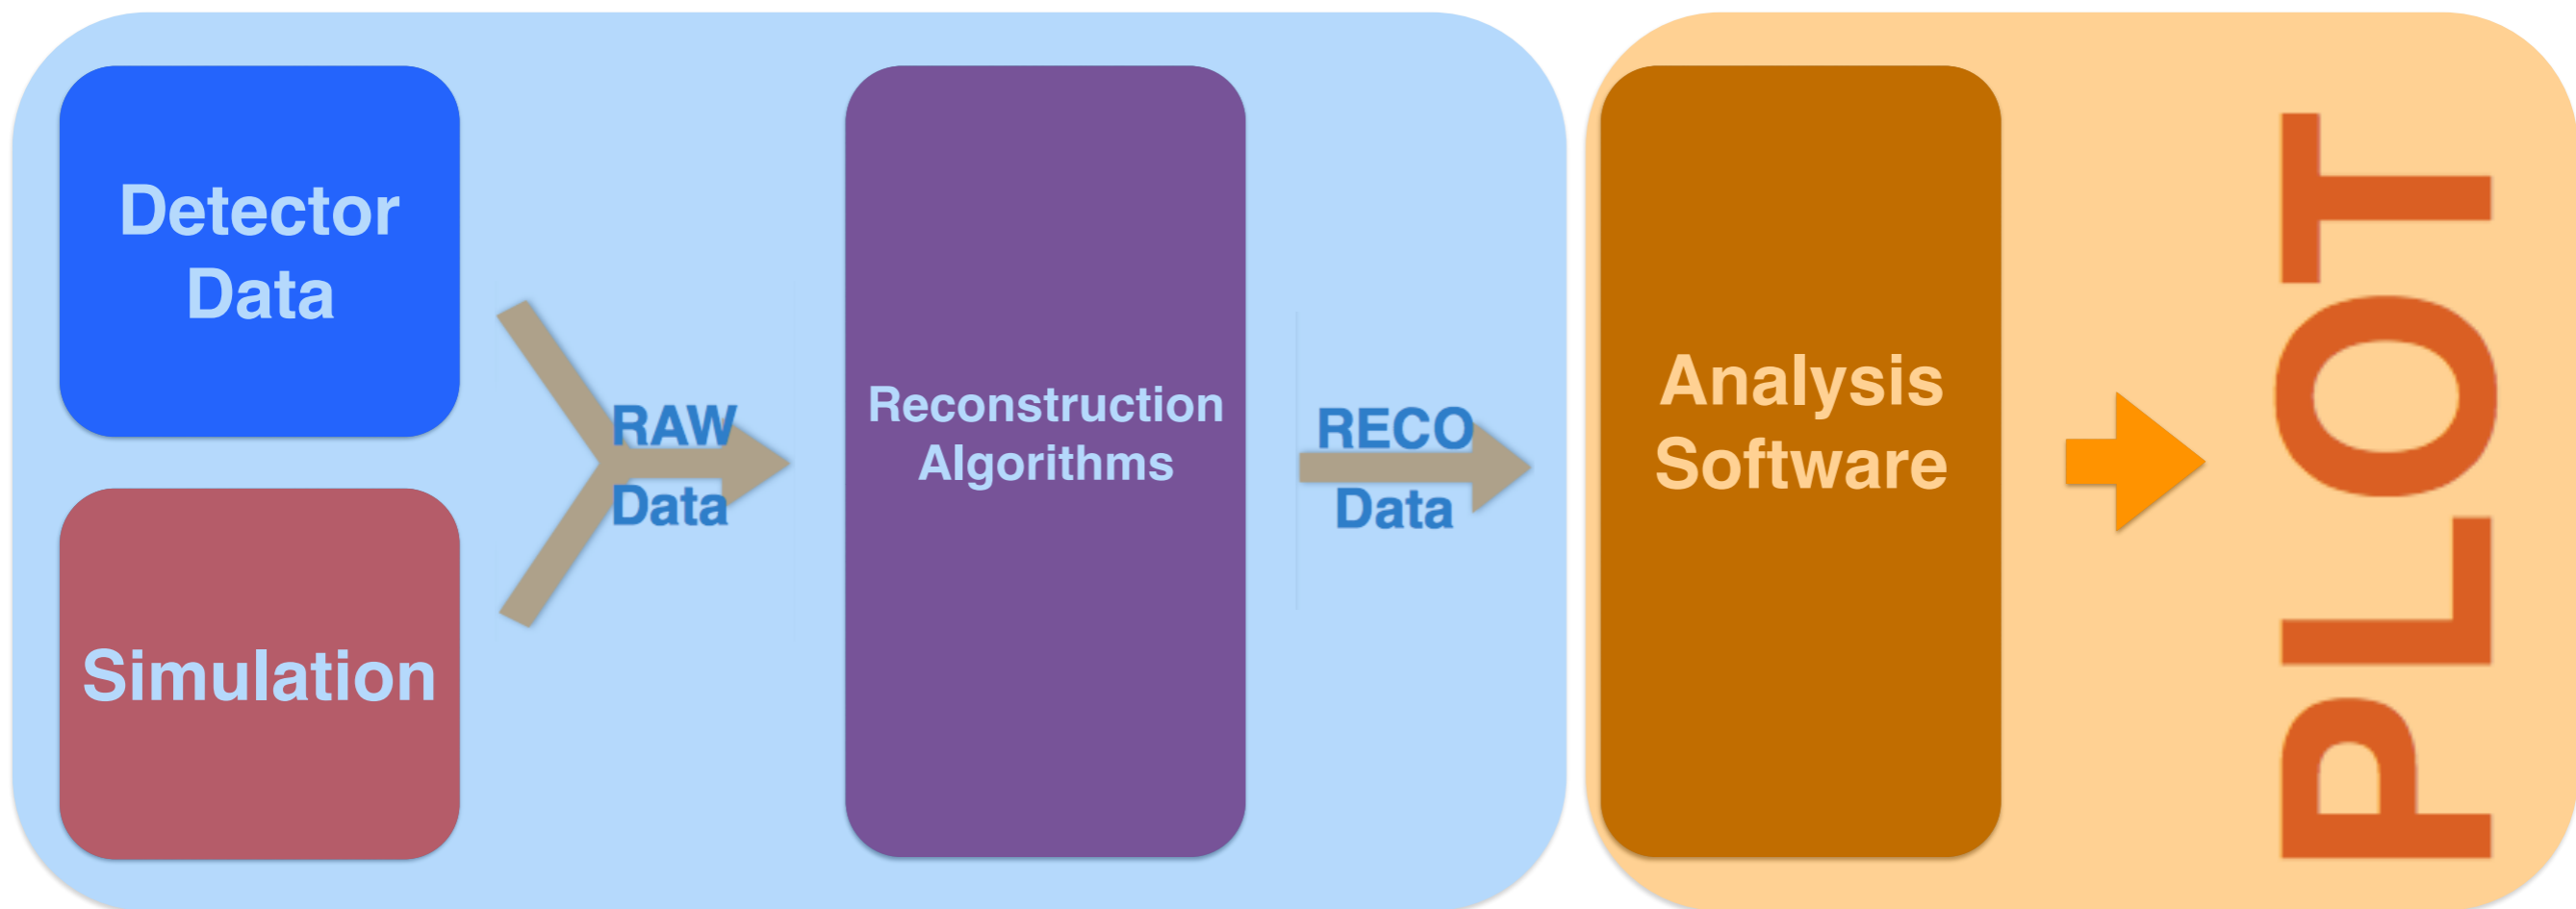 Detector
Data
Simulation
RAW
Data
Reconstruction
Algorithms
RECO
Data
Analysis
Software
PLOT